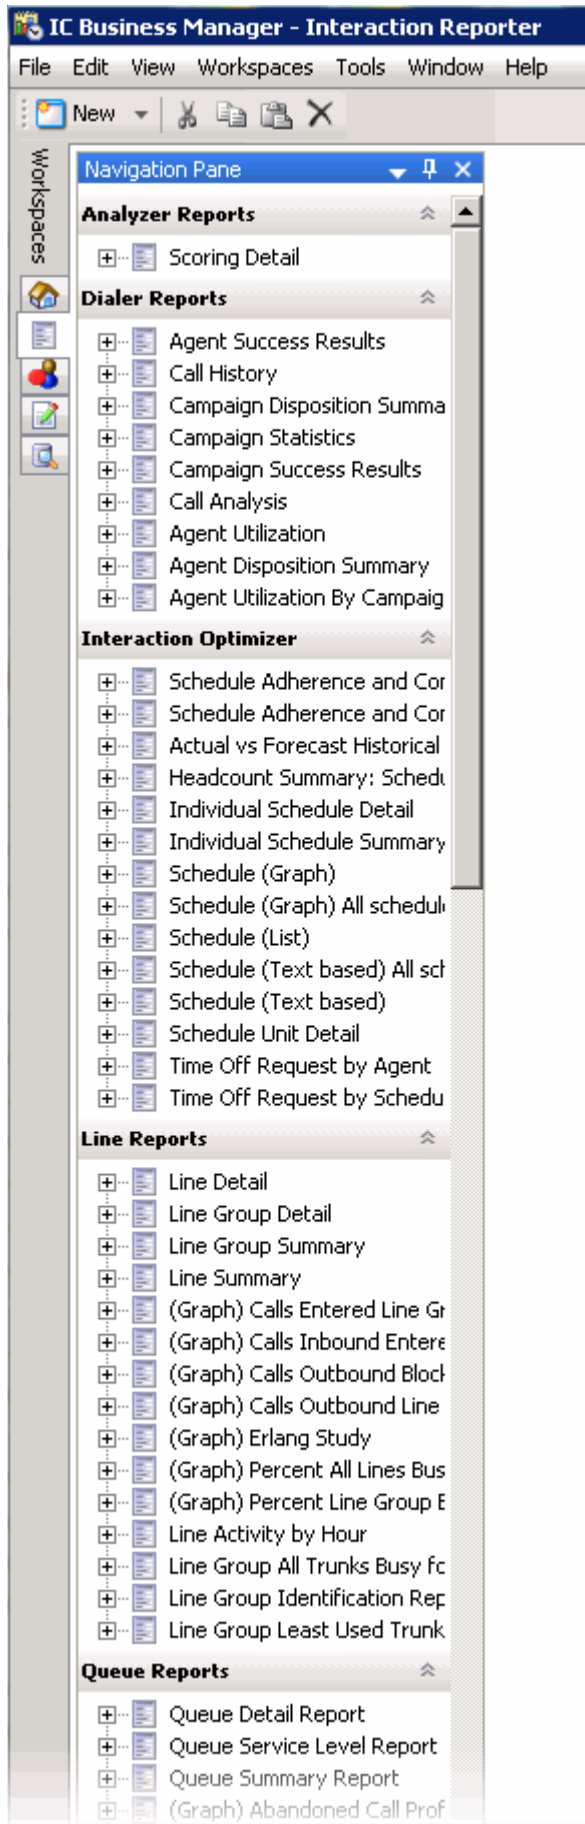 IC Business Manager - Interaction Reporter
File Edit View Workspaces Tools Window Help
New
Workspaces
Navigation Pane
Analyzer Reports
Scoring Detail
Dialer Reports
Agent Success Results
Call History
Campaign Disposition Summa
Campaign Statistics
Campaign Success Results
Call Analysis
Agent Utilization
Agent Disposition Summary
Agent Utilization By Campaig
Interaction Optimizer
Schedule Adherence and Cor
Schedule Adherence and Cor
Actual vs Forecast Historical
Headcount Summary: Schedu
Individual Schedule Detail
Individual Schedule Summary
Schedule (Graph)
Schedule (Graph) All schedul
Schedule (List)
Schedule (Text based) All sch
Schedule (Text based)
Schedule Unit Detail
Time Off Request by Agent
Time Off Request by Schedu
Line Reports
Line Detail
Line Group Detail
Line Group Summary
Line Summary
(Graph) Calls Entered Line Gr
(Graph) Calls Inbound Entere
(Graph) Calls Outbound Block
(Graph) Calls Outbound Line
(Graph) Erlang Study
(Graph) Percent All Lines Bus
(Graph) Percent Line Group E
Line Activity by Hour
Line Group All Trunks Busy fo
Line Group Identification Rep
Line Group Least Used Trunk
Queue Reports
Queue Detail Report
Queue Service Level Report
Queue Summary Report
(Graph) Abandoned Call Prof